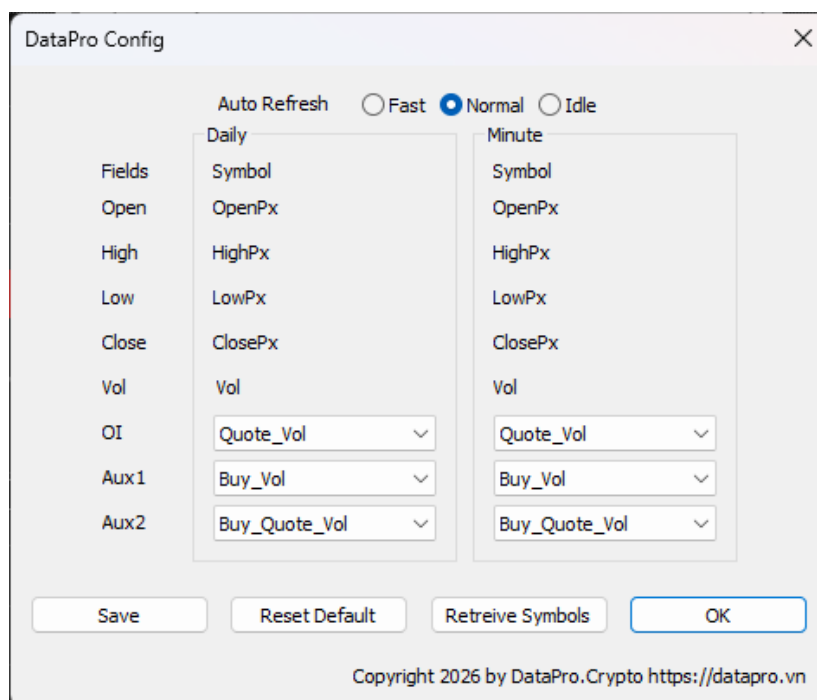 DataPro Config
Auto Refresh Fast Normal Idle
Daily Minute
Fields Symbol Symbol
Open OpenPx OpenPx
High HighPx HighPx
Low LowPx LowPx
Close ClosePx ClosePx
Vol Vol Vol
OI Quote_Vol Quote_Vol
Aux1 Buy_Vol Buy_Vol
Aux2 Buy_Quote_Vol Buy_Quote_Vol
Save Reset Default Retreive Symbols OK
Copyright 2026 by DataPro.Crypto https://datapro.vn